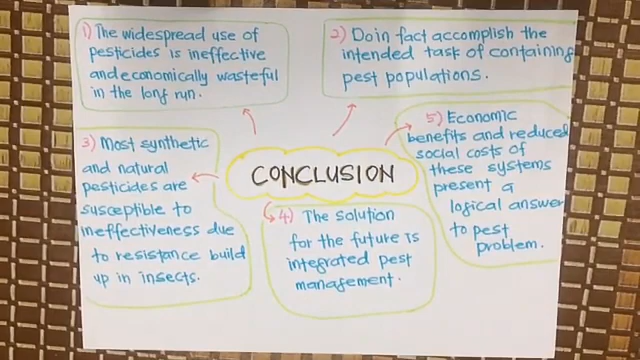 1) The widespread use of
pesticides is ineffective
and economically wasteful
in the long run.
2) Do in fact accomplish the
intended task of containing
pest populations.
3) Most synthetic
and natural
pesticides are
susceptible to
ineffectiveness due
to resistance build
up in insects.
CONCLUSION
4) The solution
for the future is
integrated pest
management.
5) Economic
benefits and reduced
social costs of
these systems
present a
logical answer
to pest
problem.